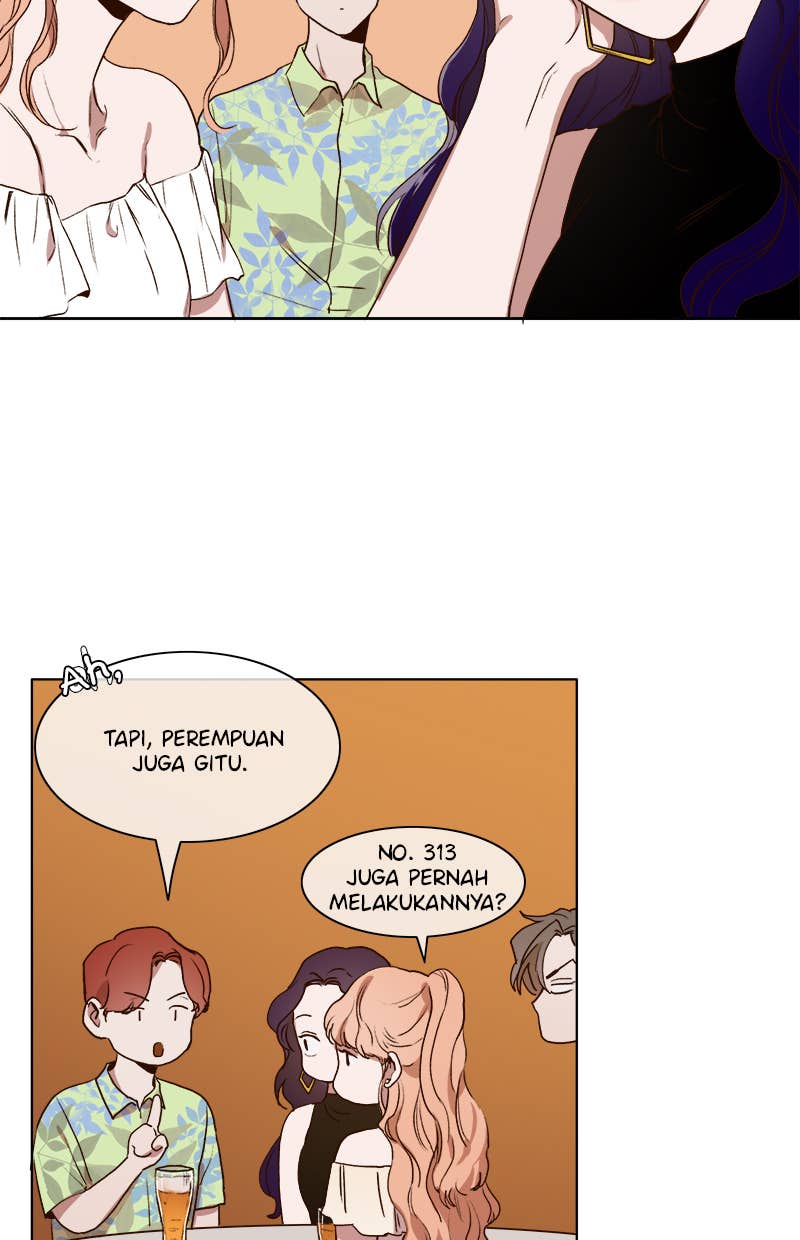 Ah,
TAPI, PEREMPUAN
JUGA GITU.
NO. 313
JUGA PERNAH
MELAKUKANNYA?